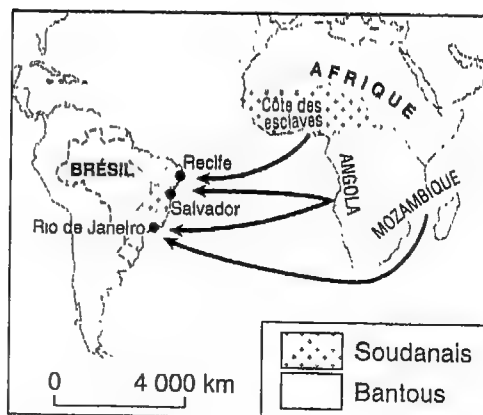 AFRIQUE
Côte des
esclaves
BRÉSIL
Recife
Salvador
Rio de Janeiro
ANGOLA
MOZAMBIQUE
0 4 000 km
Soudanais
Bantous